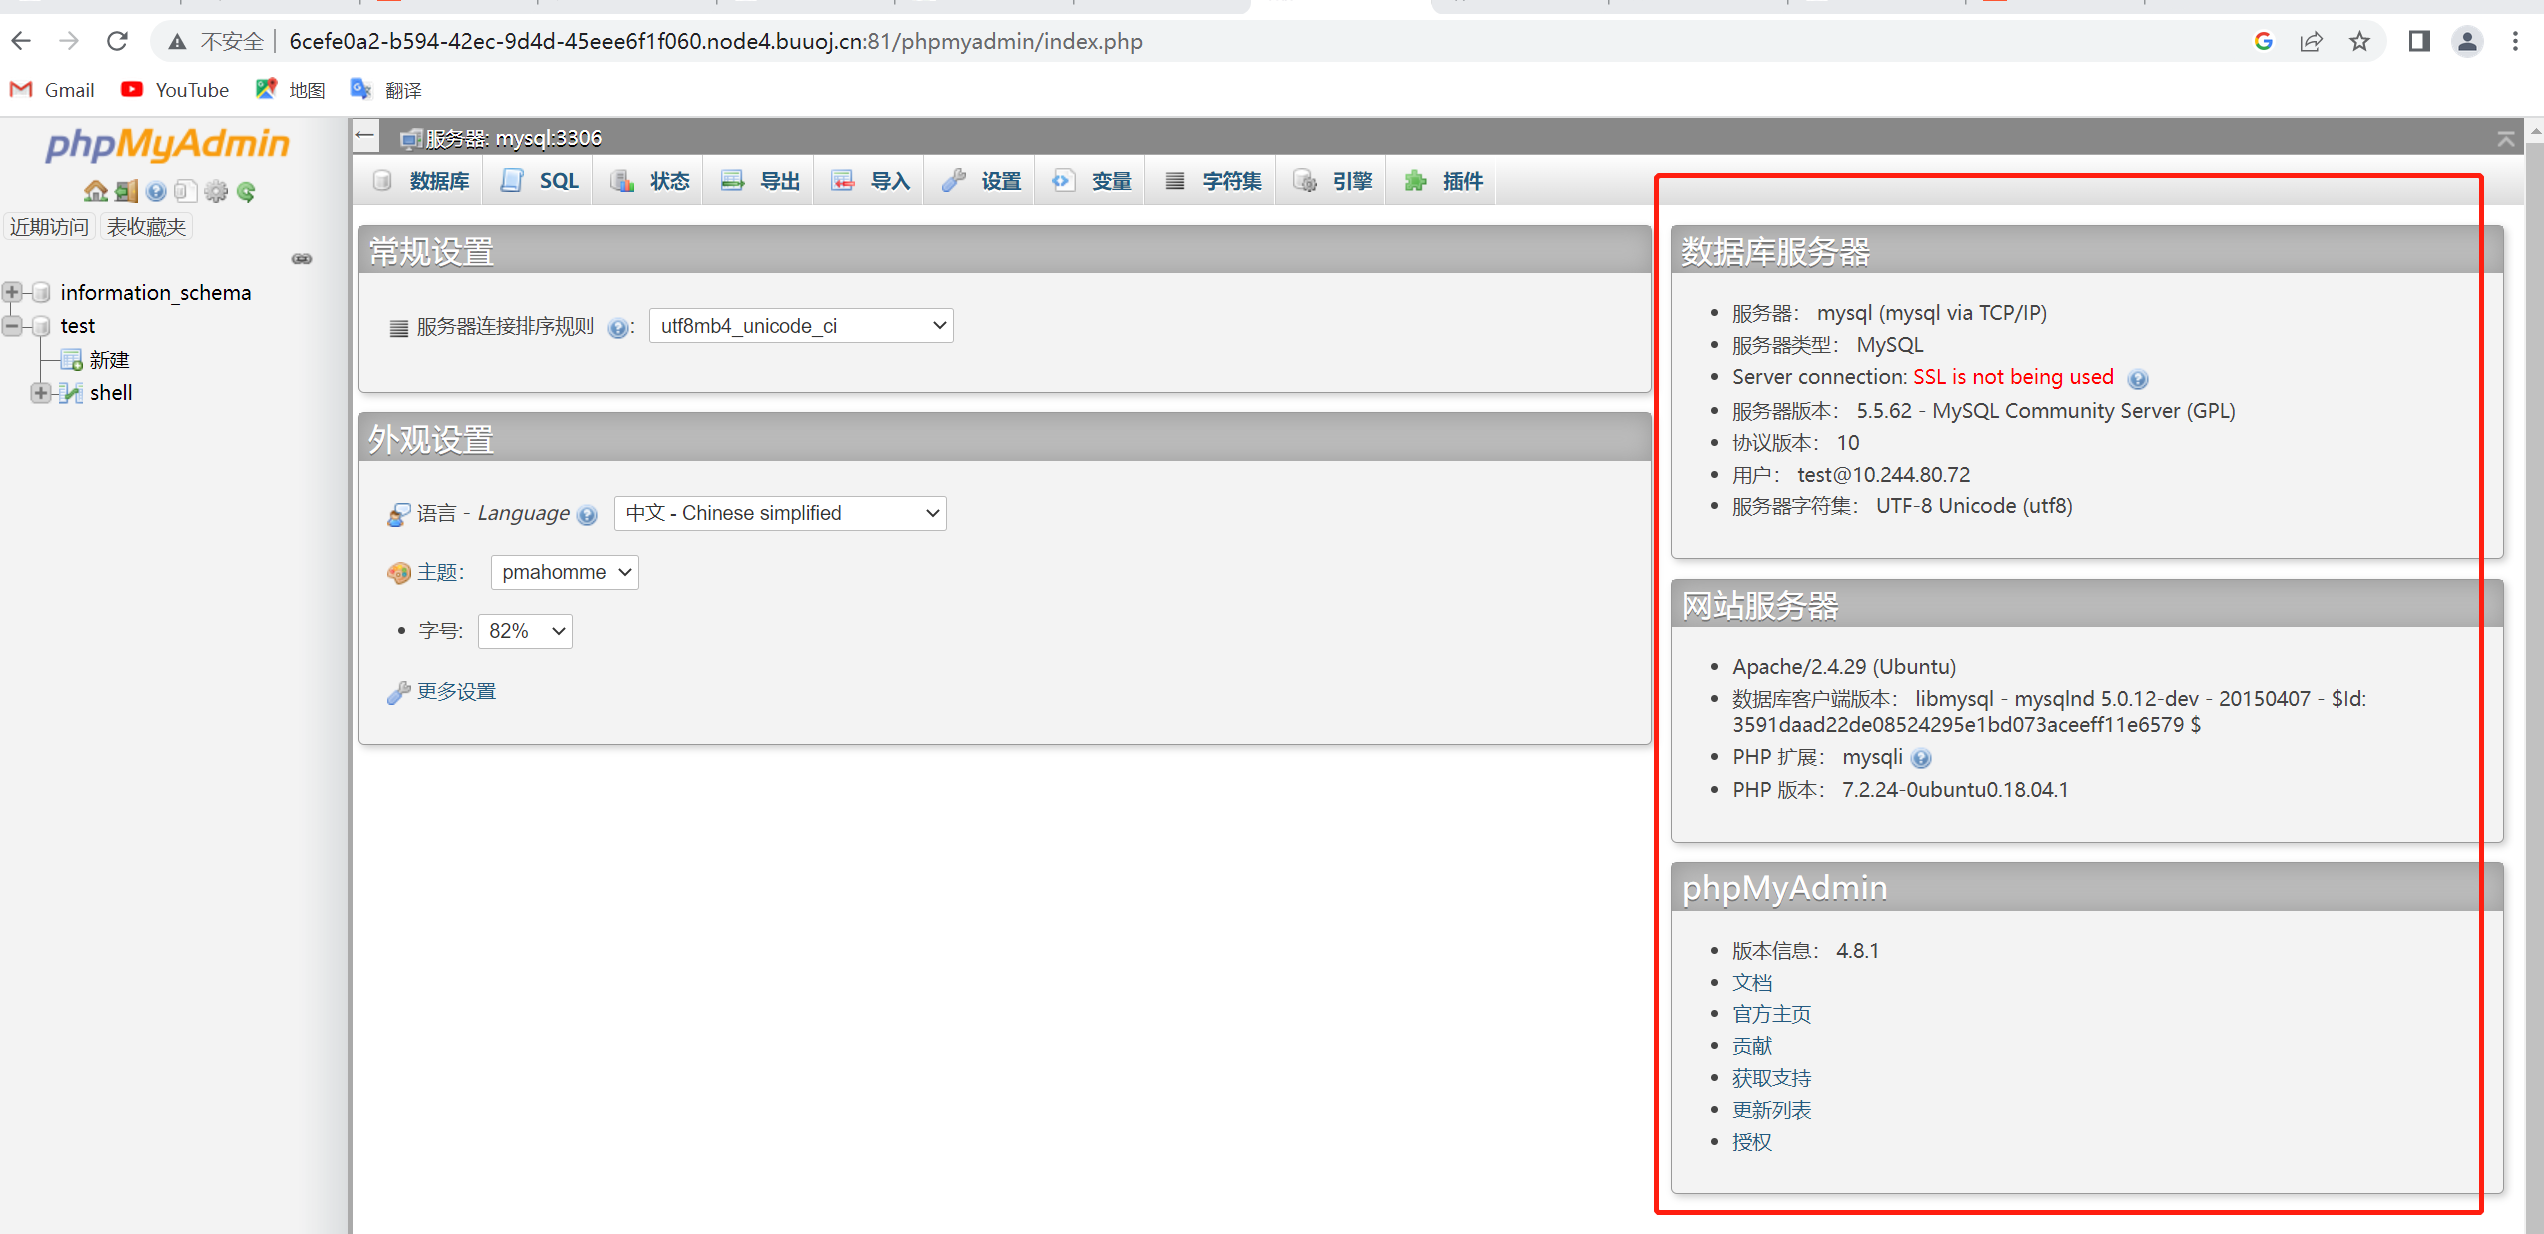 不安全 6cefe0a2-b594-42ec-9d4d-45eee6f1f060.node4.buuoj.cn:81/phpmyadmin/index.php
Gmail YouTube 地图 翻译
phpMyAdmin
近期访问 表收藏夹
information_schema
test
新建
shell
服务器: mysql:3306
数据库 SQL 状态 导出 导入 设置 变量 字符集 引擎 插件
常规设置
服务器连接排序规则 : utf8mb4_unicode_ci
外观设置
语言 - Language 中文 - Chinese simplified
主题: pmahomme
字号: 82%
更多设置
数据库服务器
服务器: mysql (mysql via TCP/IP)
服务器类型: MySQL
Server connection: SSL is not being used
服务器版本: 5.5.62 - MySQL Community Server (GPL)
协议版本: 10
用户: test@10.244.80.72
服务器字符集: UTF-8 Unicode (utf8)
网站服务器
Apache/2.4.29 (Ubuntu)
数据库客户端版本: libmysql - mysqlnd 5.0.12-dev - 20150407 - $Id:
3591daad22de08524295e1bd073aceeff11e6579 $
PHP 扩展: mysqli
PHP 版本: 7.2.24-0ubuntu0.18.04.1
phpMyAdmin
版本信息: 4.8.1
文档
官方主页
贡献
获取支持
更新列表
授权